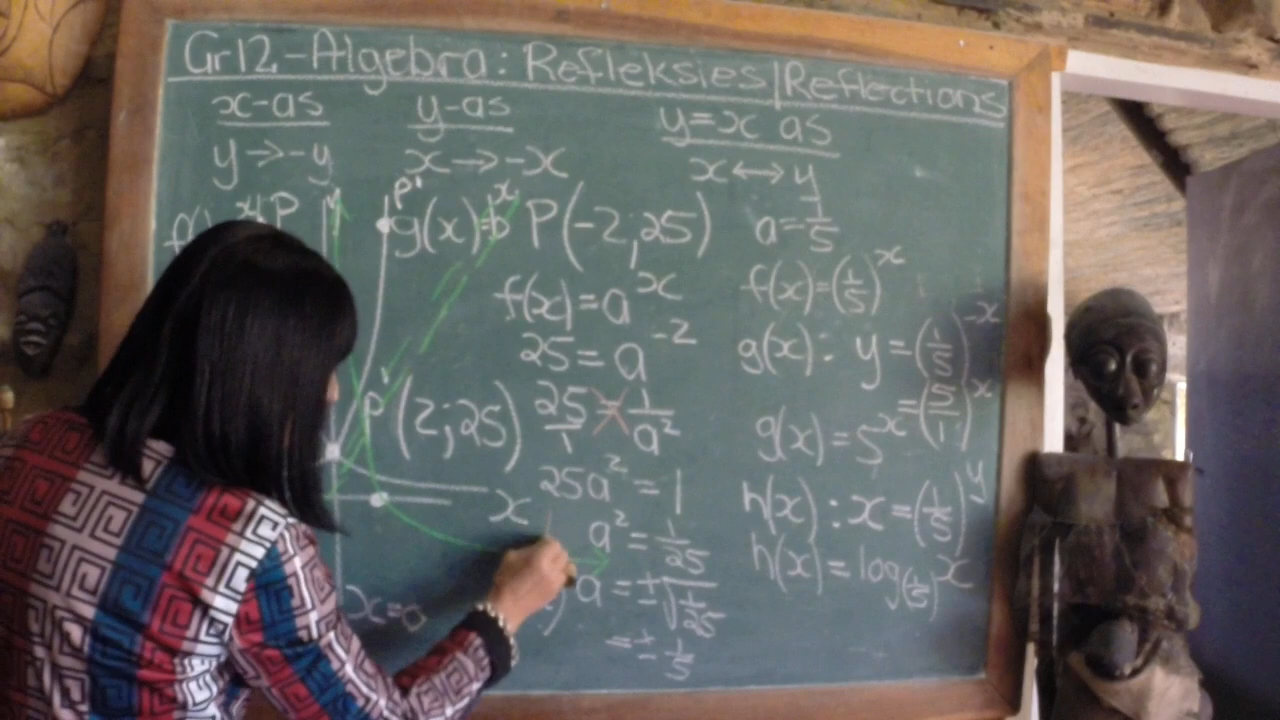 Gr12-Algebra: Refleksies/Reflections
x-as y-as y=x as
y→-y x→-x x↔y
P y P' g(x)=b^x P(-2;25) a=1/5
f(x)=a^x f(x)=(1/5)^x
25=a^-2 g(x): y=(1/5)^-x
P'(2;25) 25/1=1/a² =(5/1)^x
g(x)=5^x
25a²=1 h(x): x=(1/5)^y
x a²=1/25 h(x)=log(1/5)x
x=a a=±√1/25
=±1/5